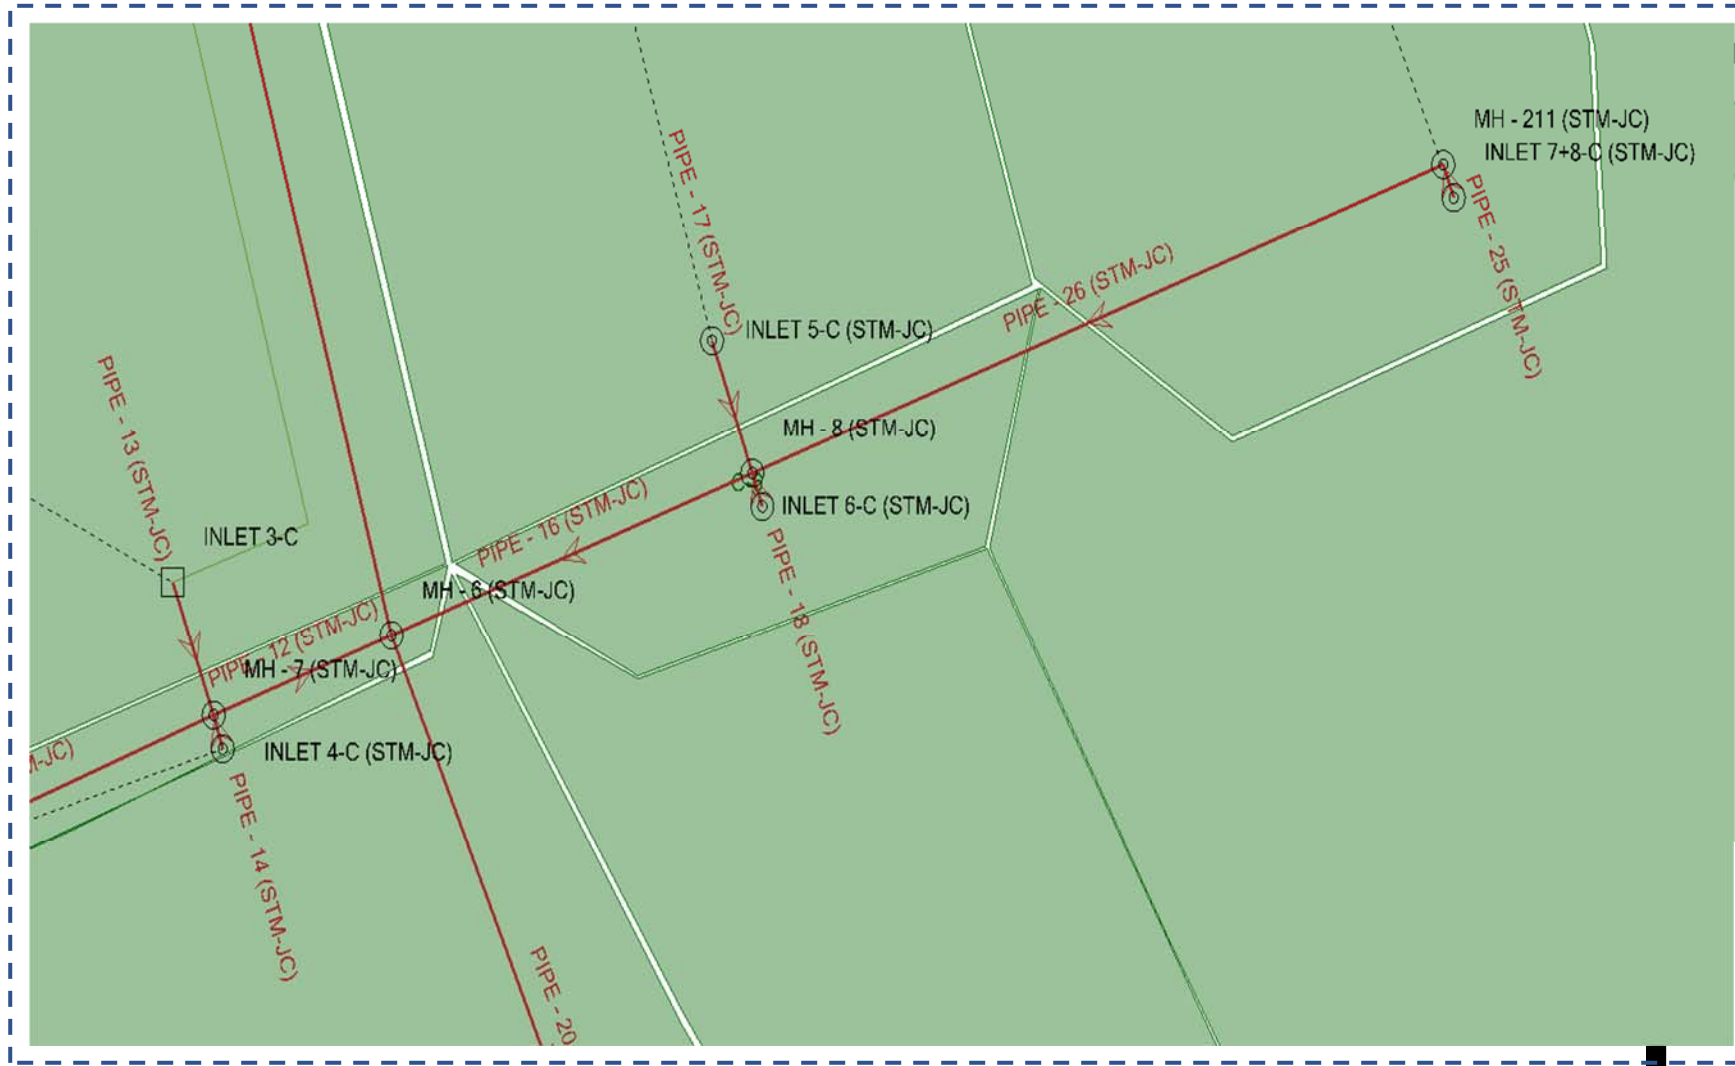 MH - 211 (STM-JC)
INLET 7+8-C (STM-JC)
PIPE - 17 (STM-JC)
PIPE - 25 (STM-JC)
PIPE - 26 (STM-JC)
INLET 5-C (STM-JC)
PIPE - 13 (STM-JC)
MH - 8 (STM-JC)
PIPE - 16 (STM-JC)
INLET 6-C (STM-JC)
INLET 3-C
MH - 6 (STM-JC)
PIPE - 18 (STM-JC)
PIPE - 12 (STM-JC)
MH - 7 (STM-JC)
INLET 4-C (STM-JC)
M-JC)
PIPE - 14 (STM-JC)
PIPE - 20